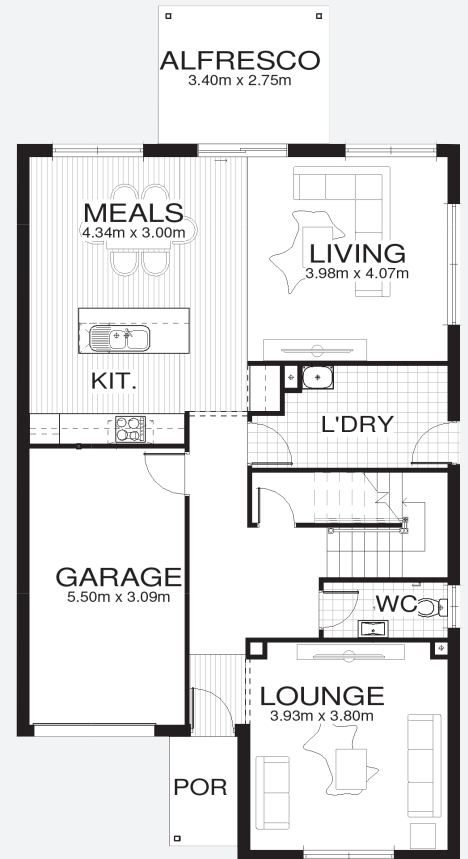 ALFRESCO
3.40m x 2.75m
MEALS
4.34m x 3.00m
LIVING
3.98m x 4.07m
KIT.
L'DRY
GARAGE
5.50m x 3.09m
WC
LOUNGE
3.93m x 3.80m
POR